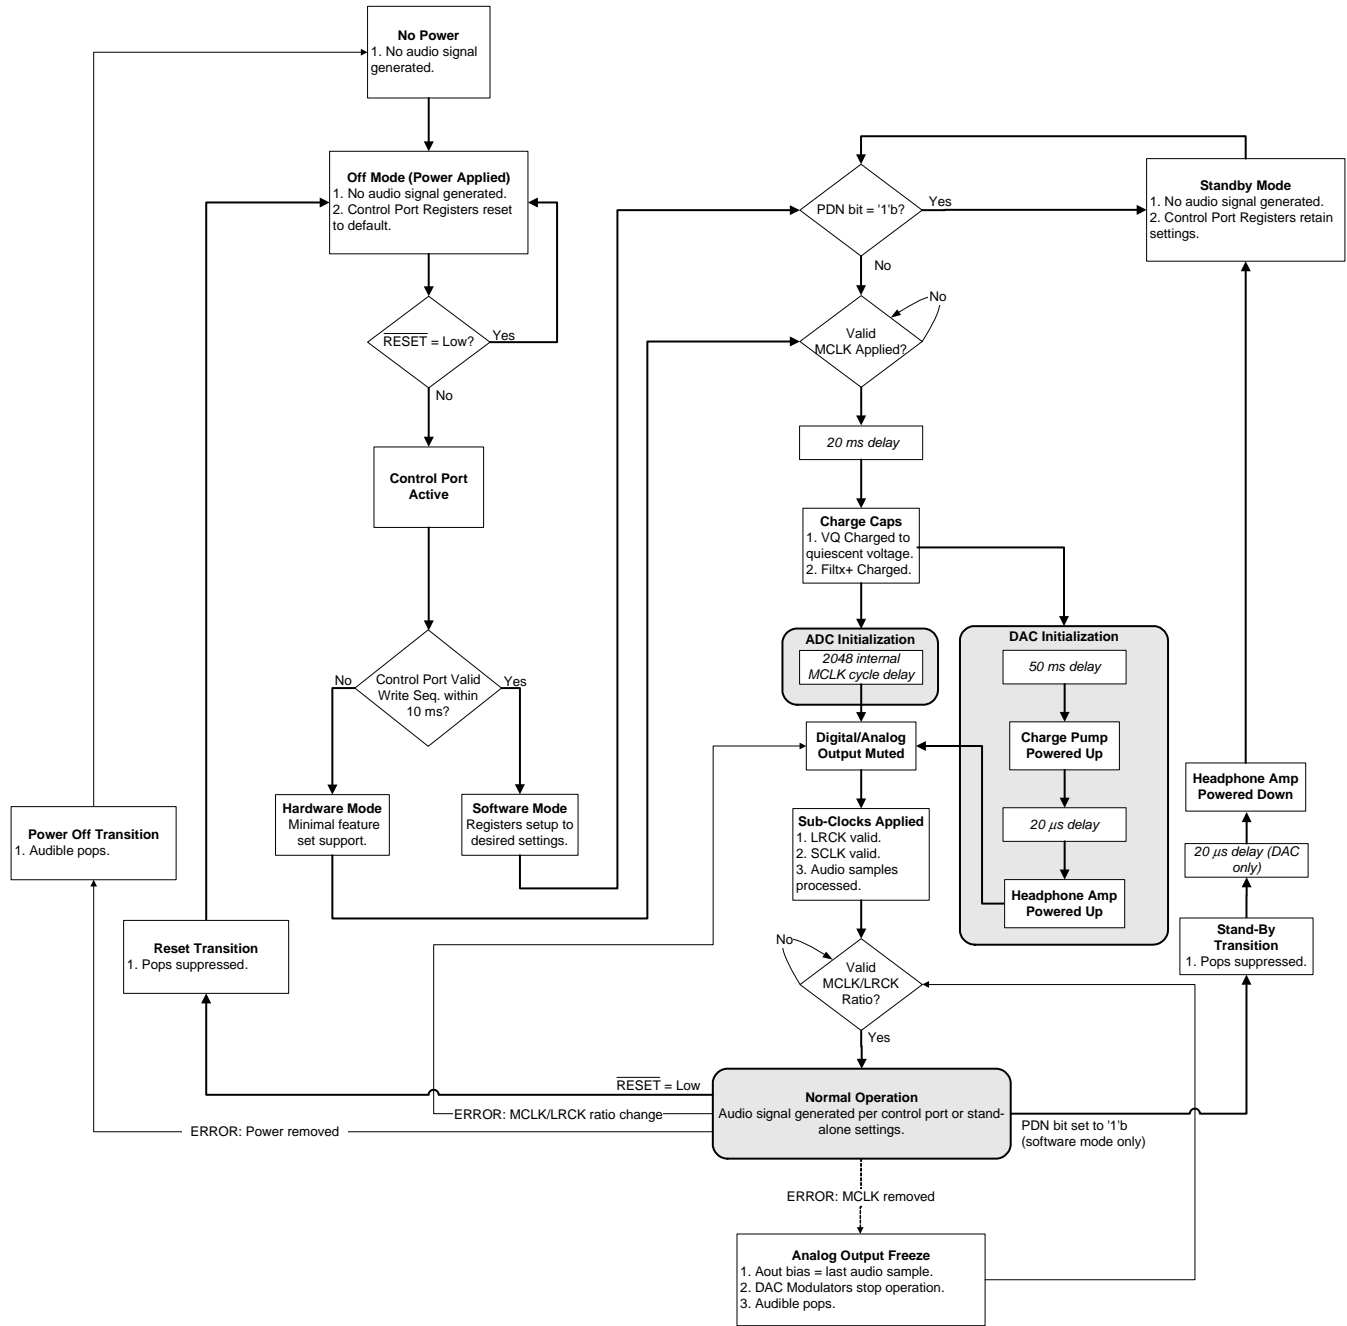 No Power
1. No audio signal
generated.
Off Mode (Power Applied)
1. No audio signal generated.
2. Control Port Registers reset
to default.
RESET = Low?
Yes
No
Control Port
Active
Control Port Valid
Write Seq. within
10 ms?
No
Yes
Hardware Mode
Minimal feature
set support.
Software Mode
Registers setup to
desired settings.
Power Off Transition
1. Audible pops.
Reset Transition
1. Pops suppressed.
PDN bit = '1'b?
Yes
No
Standby Mode
1. No audio signal generated.
2. Control Port Registers retain
settings.
Valid
MCLK Applied?
No
20 ms delay
Charge Caps
1. VQ Charged to
quiescent voltage.
2. Filtx+ Charged.
ADC Initialization
2048 internal
MCLK cycle delay
DAC Initialization
50 ms delay
Charge Pump
Powered Up
20 μs delay
Headphone Amp
Powered Up
Digital/Analog
Output Muted
Sub-Clocks Applied
1. LRCK valid.
2. SCLK valid.
3. Audio samples
processed.
No
Valid
MCLK/LRCK
Ratio?
Yes
Headphone Amp
Powered Down
20 μs delay (DAC
only)
Stand-By
Transition
1. Pops suppressed.
Normal Operation
Audio signal generated per control port or stand-
alone settings.
RESET = Low
ERROR: MCLK/LRCK ratio change
ERROR: Power removed
PDN bit set to '1'b
(software mode only)
ERROR: MCLK removed
Analog Output Freeze
1. Aout bias = last audio sample.
2. DAC Modulators stop operation.
3. Audible pops.